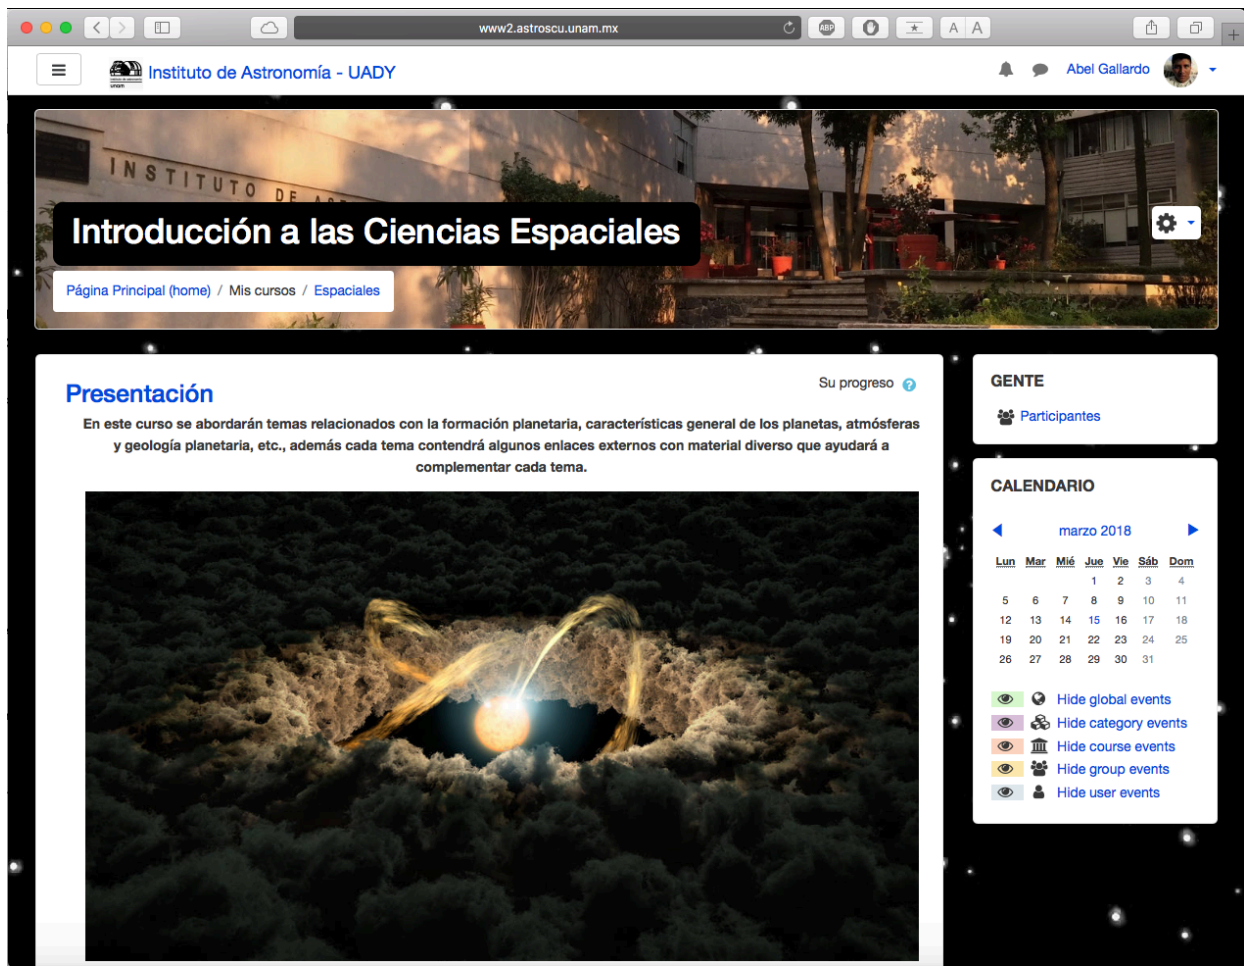 www2.astroscu.unam.mx
ABP
A A
Instituto de Astronomía - UADY
unam
Abel Gallardo
INSTITUTO DE
Introducción a las Ciencias Espaciales
Página Principal (home) / Mis cursos / Espaciales
Su progreso
Presentación
En este curso se abordarán temas relacionados con la formación planetaria, características general de los planetas, atmósferas
y geología planetaria, etc., además cada tema contendrá algunos enlaces externos con material diverso que ayudará a
complementar cada tema.
GENTE
Participantes
CALENDARIO
marzo 2018
Lun Mar Mié Jue Vie Sáb Dom
1 2 3 4
5 6 7 8 9 10 11
12 13 14 15 16 17 18
19 20 21 22 23 24 25
26 27 28 29 30 31
Hide global events
Hide category events
Hide course events
Hide group events
Hide user events